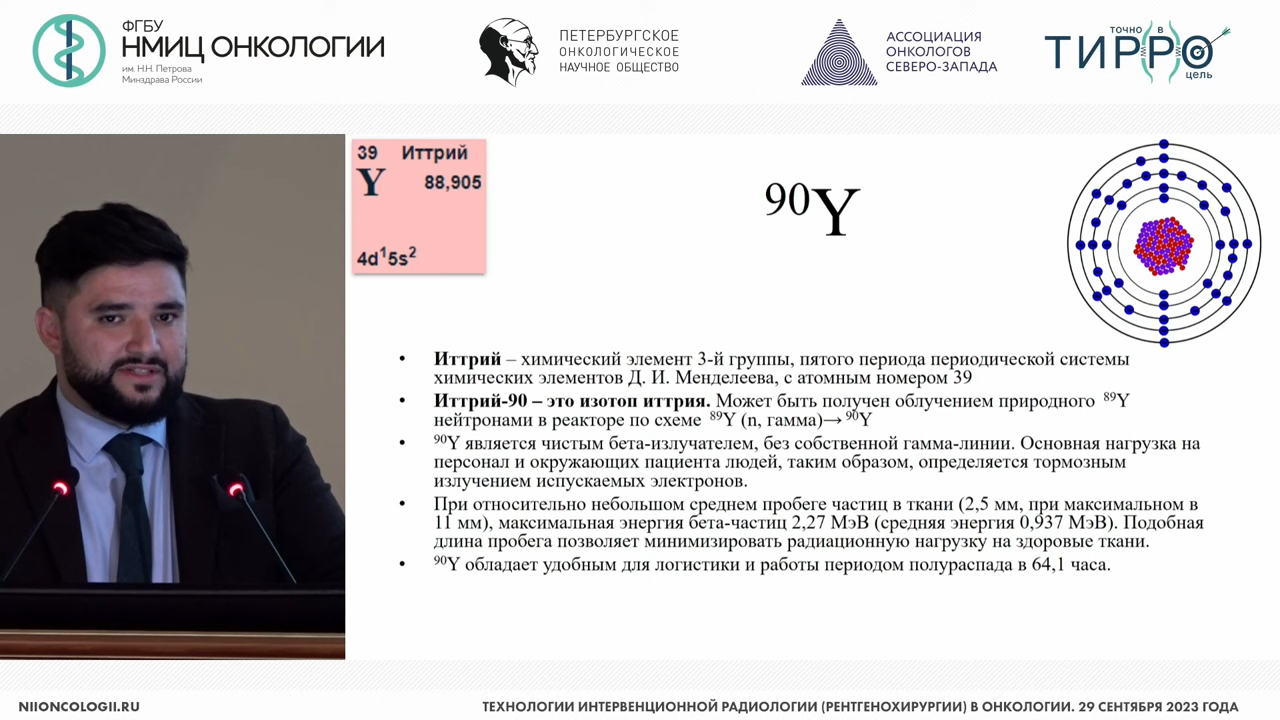 ФГБУ
НМИЦ ОНКОЛОГИИ
им. Н.Н. Петрова
Минздрава России
ПЕТЕРБУРГСКОЕ
ОНКОЛОГИЧЕСКОЕ
НАУЧНОЕ ОБЩЕСТВО
АССОЦИАЦИЯ
ОНКОЛОГОВ
СЕВЕРО-ЗАПАДА
точно в
ТИРРО
цель
39 Иттрий
Y 88,905
4d¹5s²
⁹⁰Y
• Иттрий – химический элемент 3-й группы, пятого периода периодической системы
химических элементов Д. И. Менделеева, с атомным номером 39
• Иттрий-90 – это изотоп иттрия. Может быть получен облучением природного ⁸⁹Y
нейтронами в реакторе по схеме ⁸⁹Y (n, гамма)→ ⁹⁰Y
• ⁹⁰Y является чистым бета-излучателем, без собственной гамма-линии. Основная нагрузка на
персонал и окружающих пациента людей, таким образом, определяется тормозным
излучением испускаемых электронов.
• При относительно небольшом среднем пробеге частиц в ткани (2,5 мм, при максимальном в
11 мм), максимальная энергия бета-частиц 2,27 МэВ (средняя энергия 0,937 МэВ). Подобная
длина пробега позволяет минимизировать радиационную нагрузку на здоровые ткани.
• ⁹⁰Y обладает удобным для логистики и работы периодом полураспада в 64,1 часа.
NIIONCOLOGII.RU
ТЕХНОЛОГИИ ИНТЕРВЕНЦИОННОЙ РАДИОЛОГИИ (РЕНТГЕНОХИРУРГИИ) В ОНКОЛОГИИ. 29 СЕНТЯБРЯ 2023 ГОДА